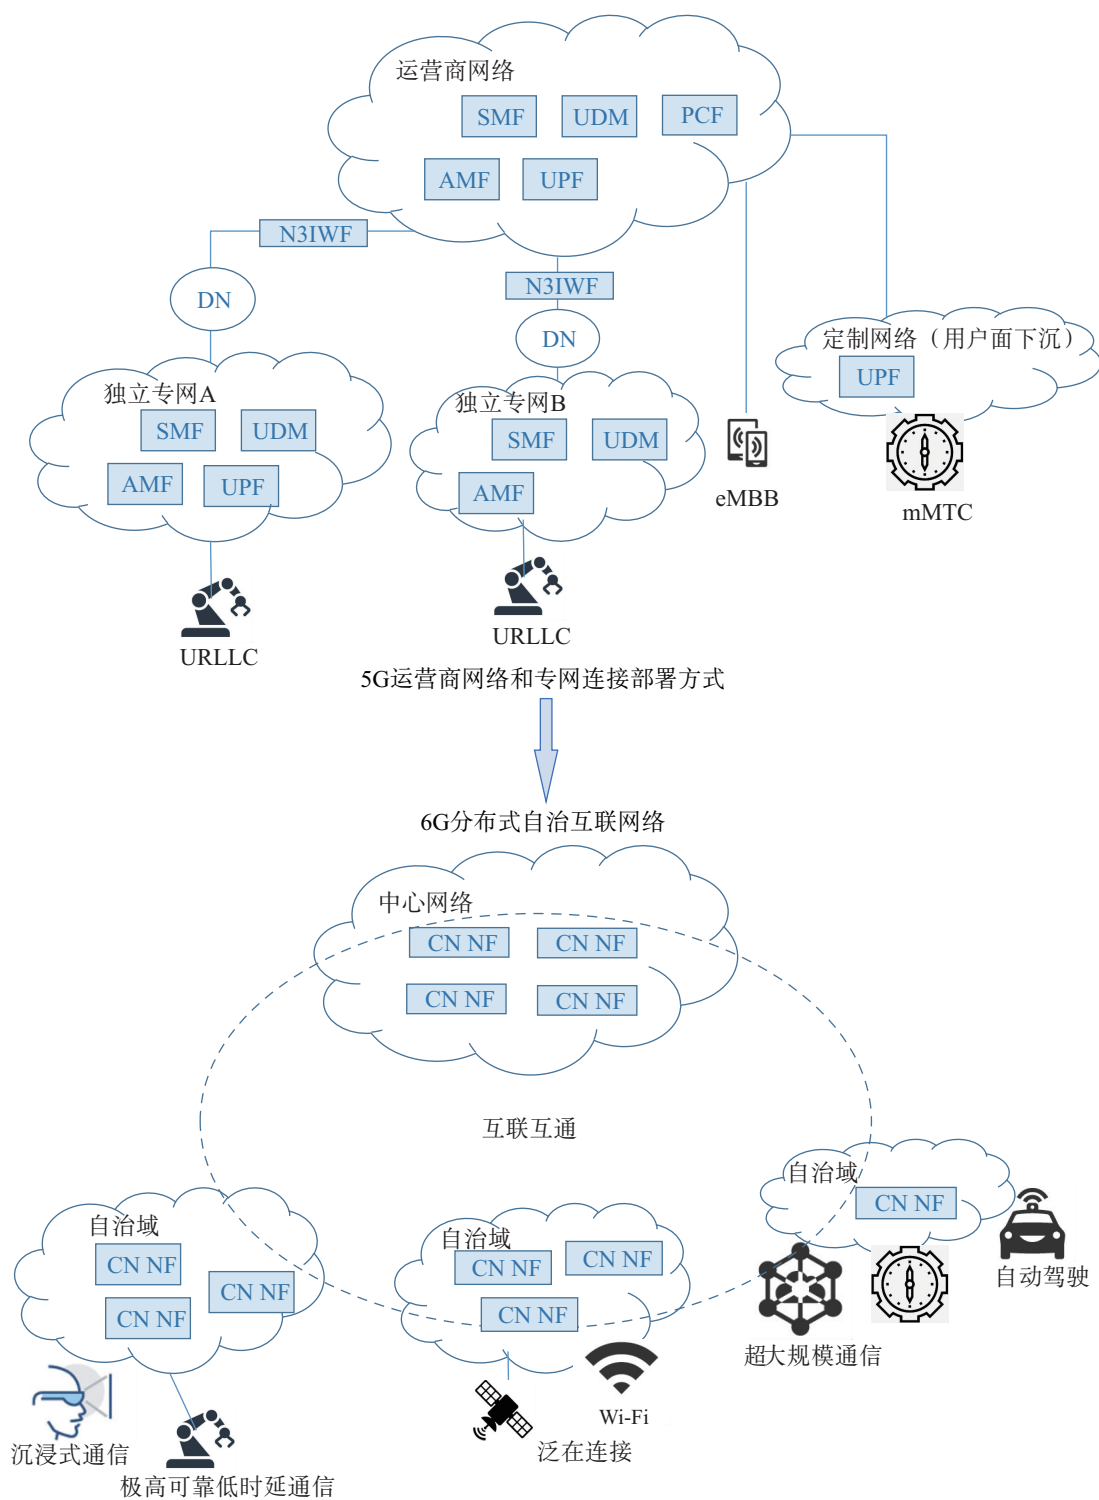 运营商网络
SMF
UDM
PCF
AMF
UPF
N3IWF
N3IWF
DN
DN
定制网络（用户面下沉）
UPF
独立专网A
SMF
UDM
AMF
UPF
独立专网B
SMF
UDM
AMF
eMBB
mMTC
URLLC
URLLC
5G运营商网络和专网连接部署方式
6G分布式自治互联网络
中心网络
CN NF
CN NF
CN NF
CN NF
互联互通
自治域
CN NF
CN NF
CN NF
自治域
CN NF
CN NF
CN NF
自治域
CN NF
自动驾驶
超大规模通信
Wi-Fi
泛在连接
沉浸式通信
极高可靠低时延通信